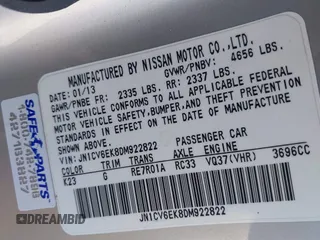 MANUFACTURED BY NISSAN MOTOR CO.,LTD.
DATE: 01/13 GVWR/PNBV: 4656 LBS.
GAWR/PNBE FR: 2335 LBS. RR: 2337 LBS.
THIS VEHICLE CONFORMS TO ALL APPLICABLE FEDERAL
MOTOR VEHICLE SAFETY,BUMPER,AND THEFT PREVENTION
STANDARDS IN EFFECT ON THE DATE OF MANUFACTURE
SHOWN ABOVE.
VIN: JN1CV6EK8DM922822 PASSENGER CAR
COLOR TRIM TRANS AXLE ENGINE
K23 G RE7R01A RC33 VQ37(VHR) 3696CC
JN1CV6EK8DM922822
SAFE PARTS
DREAMBID